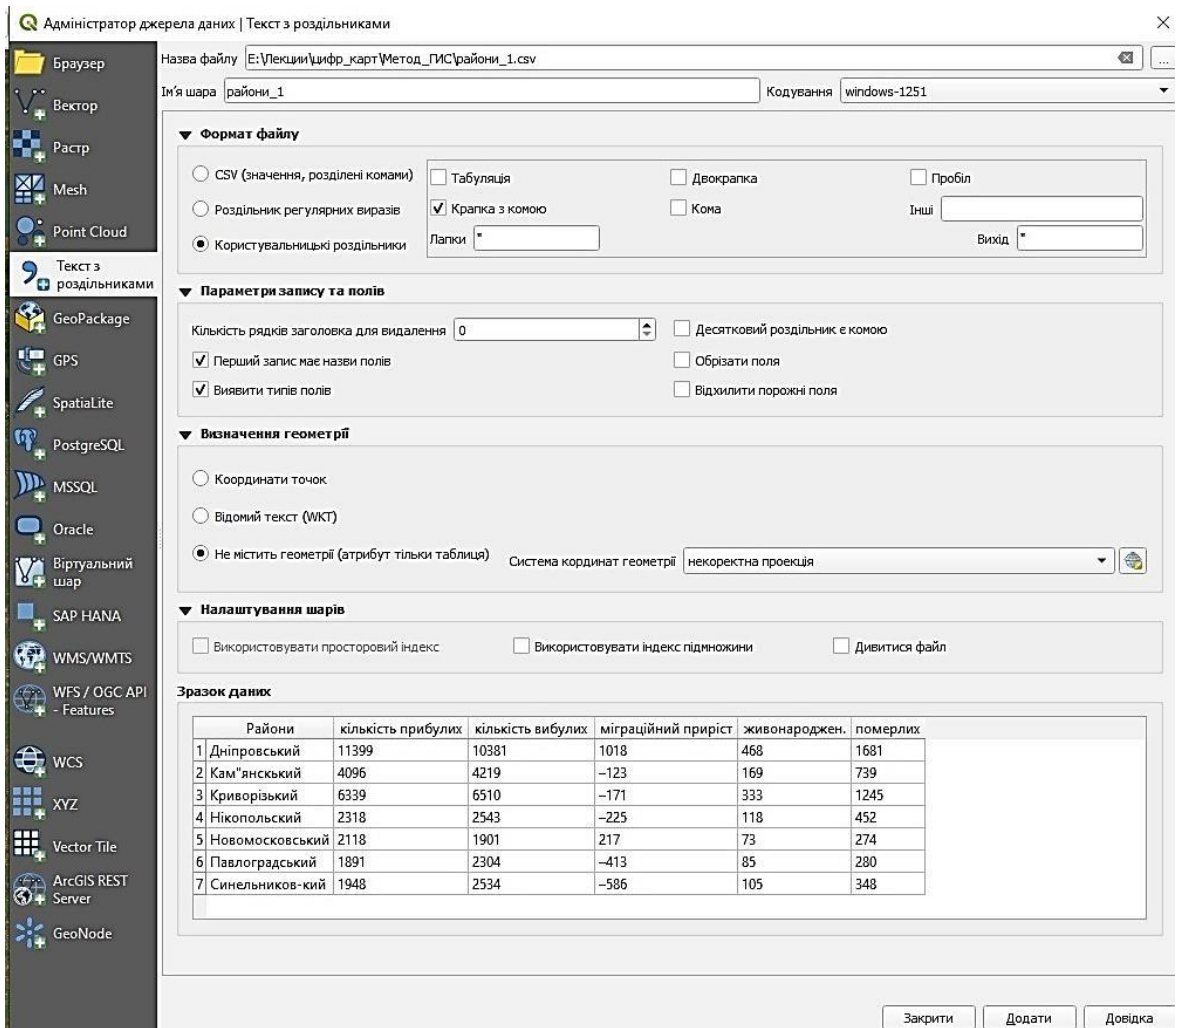 Адміністратор джерела даних | Текст з роздільниками
Браузер
Вектор
Растр
Mesh
Point Cloud
Текст з
роздільниками
GeoPackage
GPS
SpatiaLite
PostgreSQL
MSSQL
Oracle
Віртуальний
шар
SAP HANA
WMS/WMTS
WFS / OGC API
- Features
WCS
XYZ
Vector Tile
ArcGIS REST
Server
GeoNode
Назва файлу E:\Лекции\цифр_карт\Метод_ГИС\райони_1.csv ...
Ім'я шара райони_1 Кодування windows-1251
Формат файлу
CSV (значення, розділені комами) Табуляція Двокрапка Пробіл
Роздільник регулярних виразів Крапка з комою Кома Інші
Користувальницькі роздільники Лапки " Вихід "
Параметри запису та полів
Кількість рядків заголовка для видалення 0 Десятковий роздільник є комою
Перший запис має назви полів Обрізати поля
Виявити типів полів Відхилити порожні поля
Визначення геометрії
Координати точок
Відомий текст (WKT)
Не містить геометрії (атрибут тільки таблиця) Система координат геометрії некоректна проекція
Налаштування шарів
Використовувати просторовий індекс Використовувати індекс підмножини Дивитися файл
Зразок даних
Райони кількість прибулих кількість вибулих міграційний приріст живонароджен. померлих
1 Дніпровський 11399 10381 1018 468 1681
2 Кам"янскький 4096 4219 –123 169 739
3 Криворізький 6339 6510 –171 333 1245
4 Нікопольский 2318 2543 –225 118 452
5 Новомосковський 2118 1901 217 73 274
6 Павлоградський 1891 2304 –413 85 280
7 Синельников-кий 1948 2534 –586 105 348
Закрити Додати Довідка